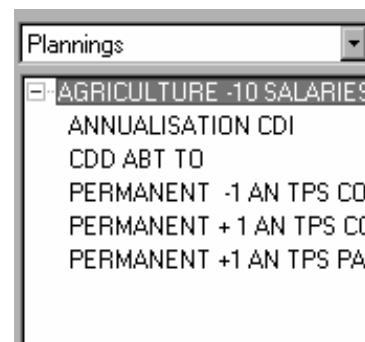 Plannings
AGRICULTURE -10 SALARIES
ANNUALISATION CDI
CDD ABT TO
PERMANENT -1 AN TPS CO
PERMANENT + 1 AN TPS CO
PERMANENT +1 AN TPS PA